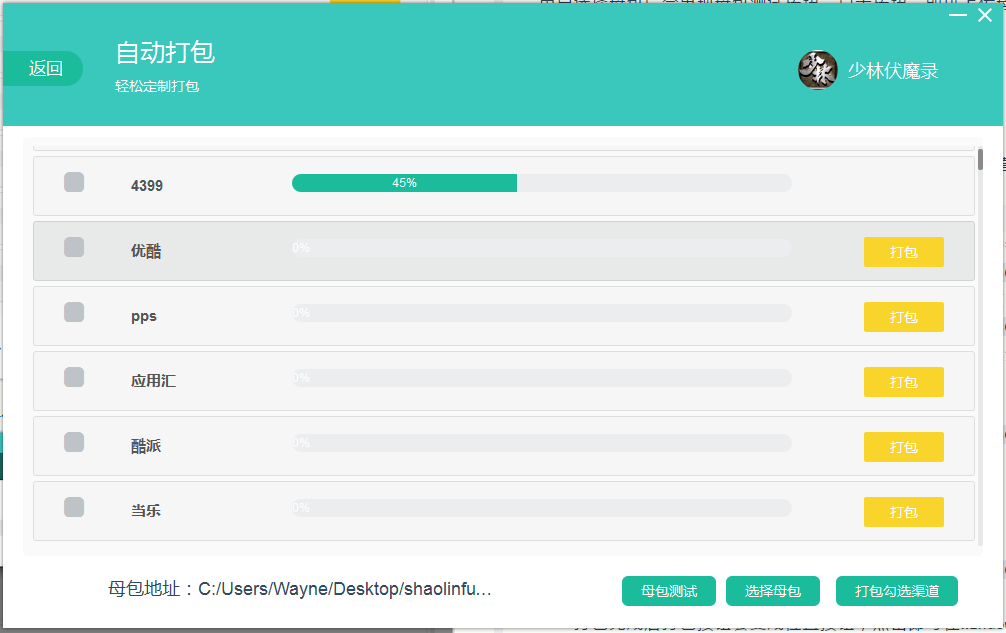 返回
自动打包
轻松定制打包
少林伏魔录
4399 45%
优酷 0% 打包
pps 0% 打包
应用汇 0% 打包
酷派 0% 打包
当乐 0% 打包
母包地址：C:/Users/Wayne/Desktop/shaolinfu...
母包测试 选择母包 打包勾选渠道